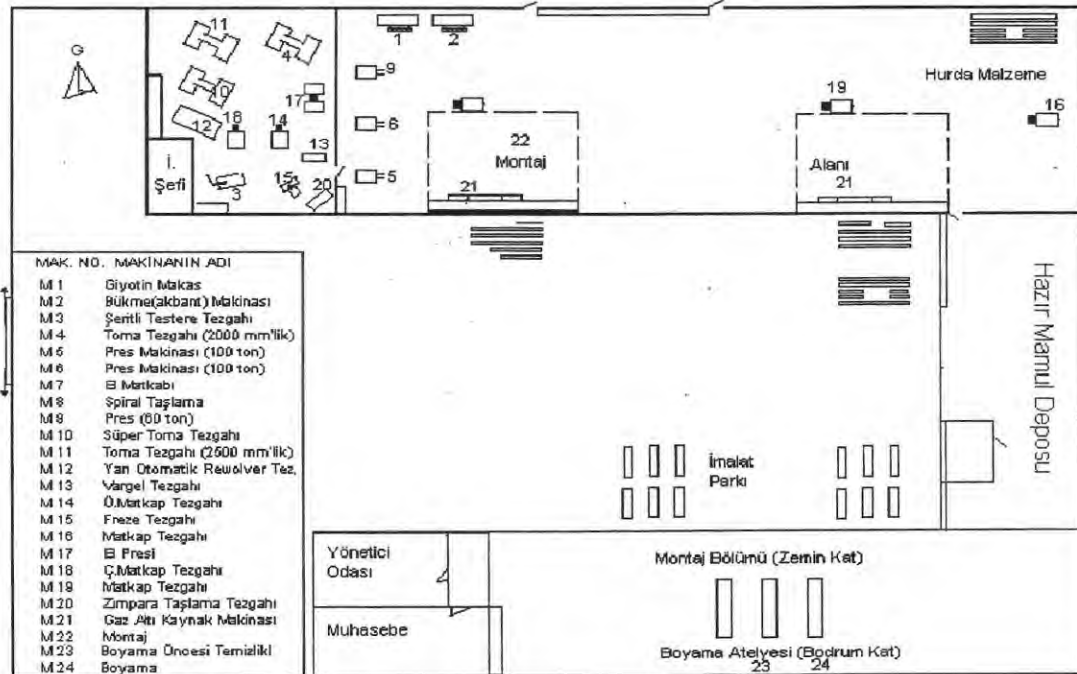 11
4
1
2
G
9
Hurda Malzeme
10
17
19
16
18
14
6
12
22
Montaj
13
İ.
Şefi
Alanı
3
15
20
5
21
21
MAK. NO. MAKİNANIN ADI
M 1 Giyotin Makas
M 2 Bükme(akbant) Makinası
M 3 Şeritli Testere Tezgahı
M 4 Torna Tezgahı (2000 mm'lik)
M 5 Pres Makinası (100 ton)
M 6 Pres Makinası (100 ton)
M 7 El Matkabı
M 8 Spiral Taşlama
M 9 Pres (60 ton)
M 10 Süper Torna Tezgahı
M 11 Torna Tezgahı (2500 mm'lik)
M 12 Yarı Otomatik Rewolver Tez.
M 13 Vargel Tezgahı
M 14 Ü.Matkap Tezgahı
M 15 Freze Tezgahı
M 16 Matkap Tezgahı
M 17 El Presi
M 18 Ç.Matkap Tezgahı
M 19 Matkap Tezgahı
M 20 Zımpara Taşlama Tezgahı
M 21 Gaz Altı Kaynak Makinası
M 22 Montaj
M 23 Boyama Öncesi Temizlikl
M 24 Boyama
Hazır Mamul Deposu
İmalat
Parkı
Yönetici
Odası
Montaj Bölümü (Zemin Kat)
Muhasebe
Boyama Atelyesi (Bodrum Kat)
23
24